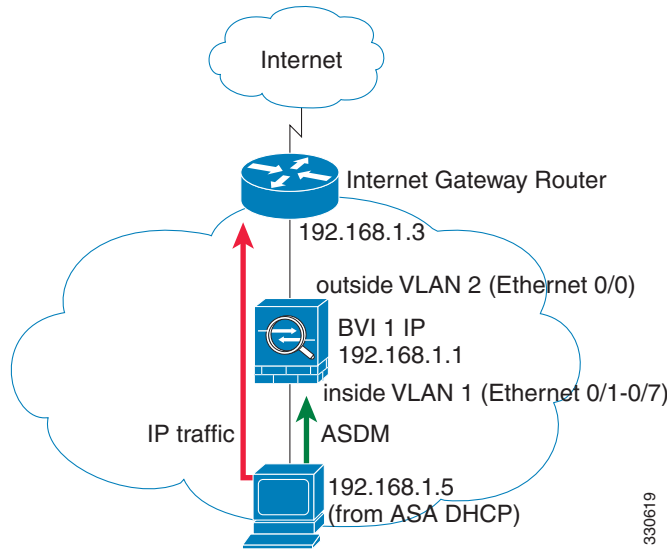 Internet
Internet Gateway Router
192.168.1.3
outside VLAN 2 (Ethernet 0/0)
BVI 1 IP
192.168.1.1
inside VLAN 1 (Ethernet 0/1-0/7)
IP traffic
ASDM
192.168.1.5
(from ASA DHCP)
330619